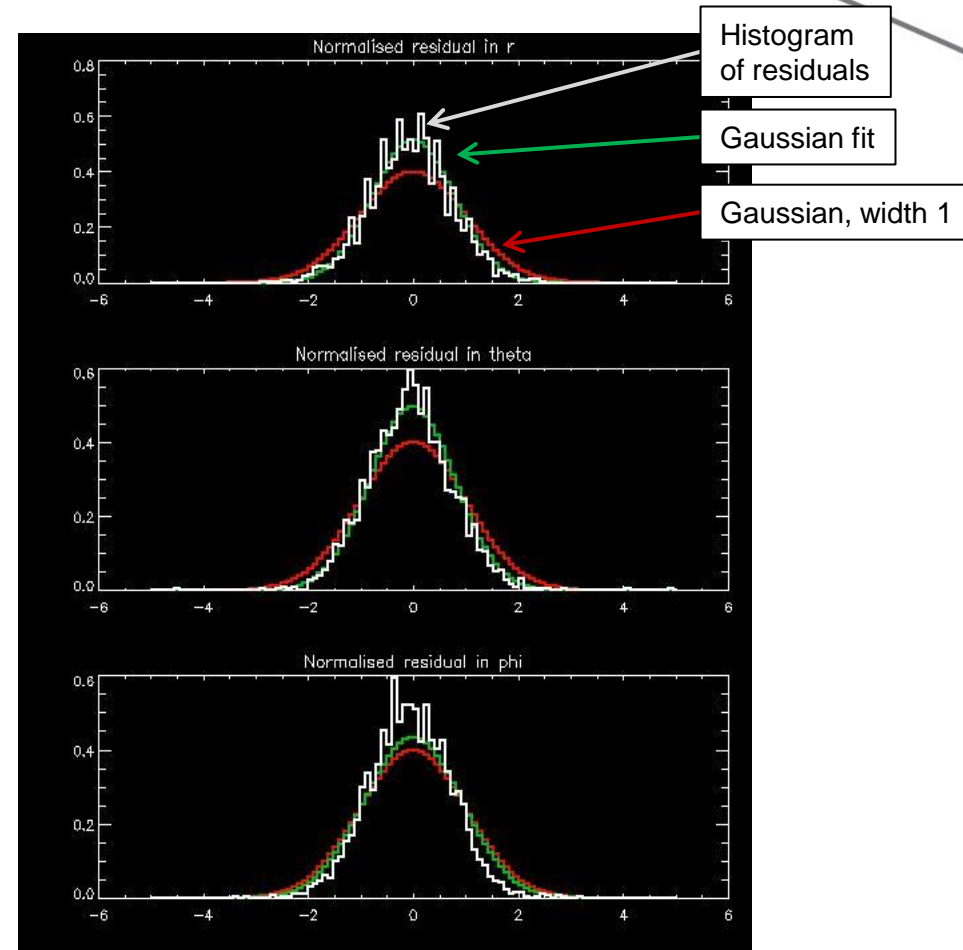 Histogram
of residuals
Gaussian fit
Gaussian, width 1
Normalised residual in r
0.8
0.6
0.4
0.2
0.0
-6 -4 -2 0 2 4 6
Normalised residual in theta
0.6
0.4
0.2
0.0
-6 -4 -2 0 2 4 6
Normalised residual in phi
0.6
0.4
0.2
0.0
-6 -4 -2 0 2 4 6